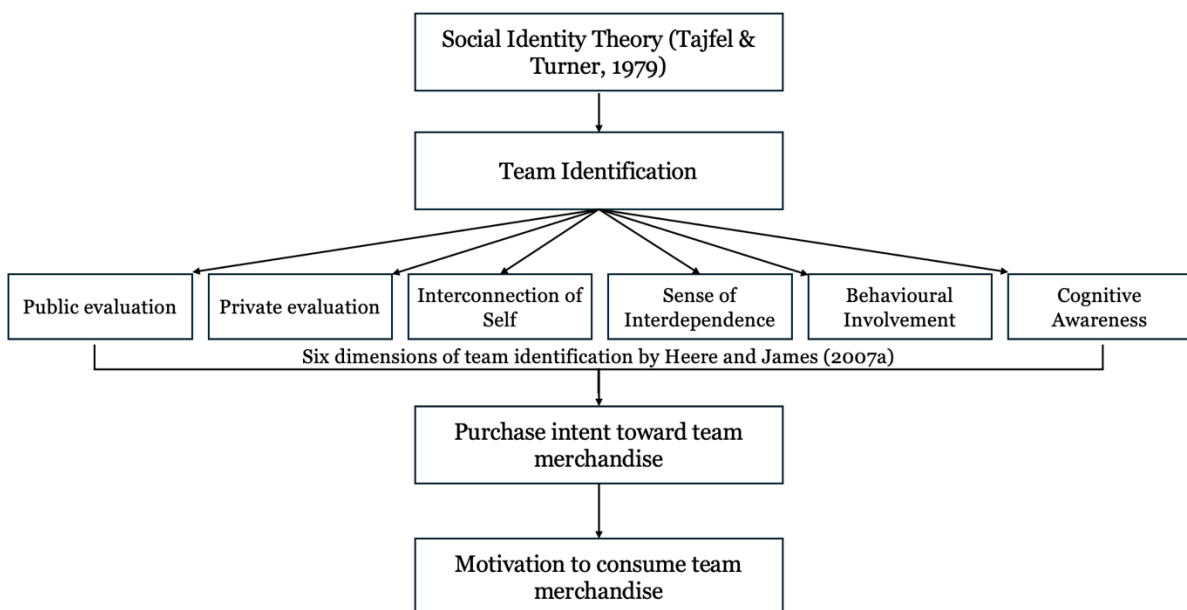 Social Identity Theory (Tajfel &
Turner, 1979)
Team Identification
Public evaluation
Private evaluation
Interconnection of
Self
Sense of
Interdependence
Behavioural
Involvement
Cognitive
Awareness
Six dimensions of team identification by Heere and James (2007a)
Purchase intent toward team
merchandise
Motivation to consume team
merchandise